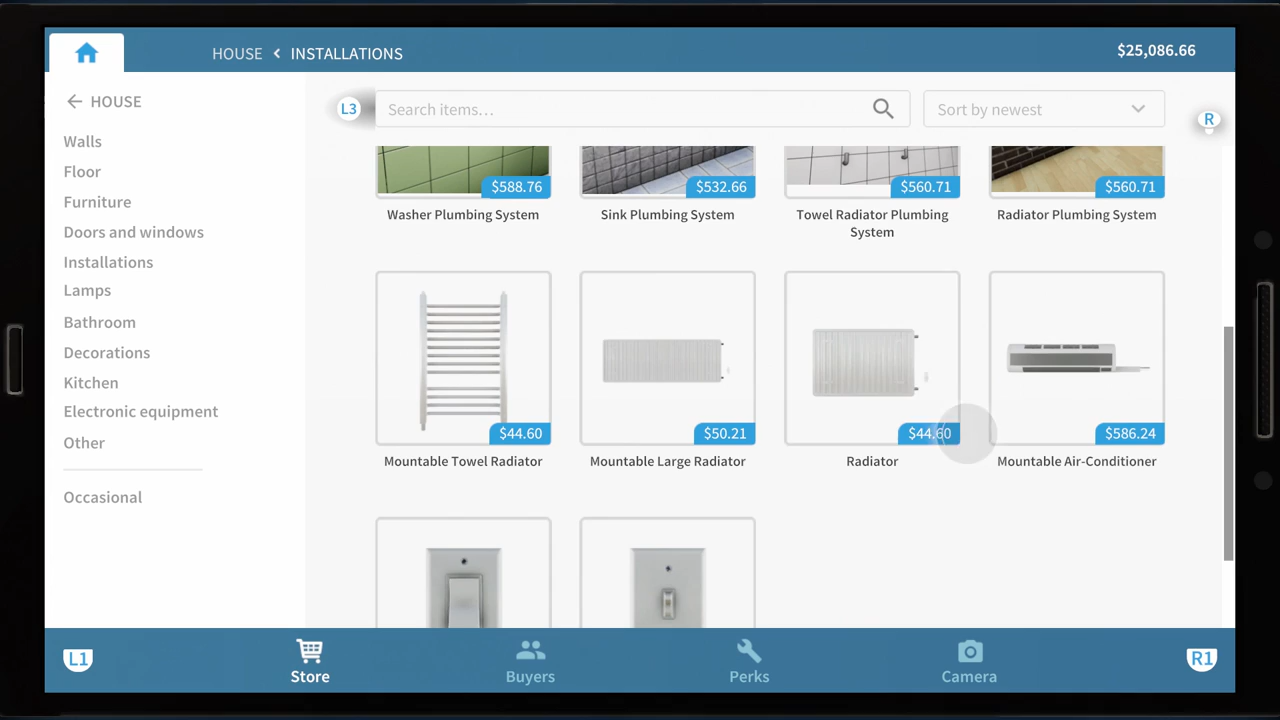 HOUSE < INSTALLATIONS
$25,086.66
HOUSE
Walls
Floor
Furniture
Doors and windows
Installations
Lamps
Bathroom
Decorations
Kitchen
Electronic equipment
Other
Occasional
L3
Search items...
Sort by newest
R
$588.76
$532.66
$560.71
$560.71
Washer Plumbing System
Sink Plumbing System
Towel Radiator Plumbing
System
Radiator Plumbing System
$44.60
$50.21
$44.60
$586.24
Mountable Towel Radiator
Mountable Large Radiator
Radiator
Mountable Air-Conditioner
L1
Store
Buyers
Perks
Camera
R1